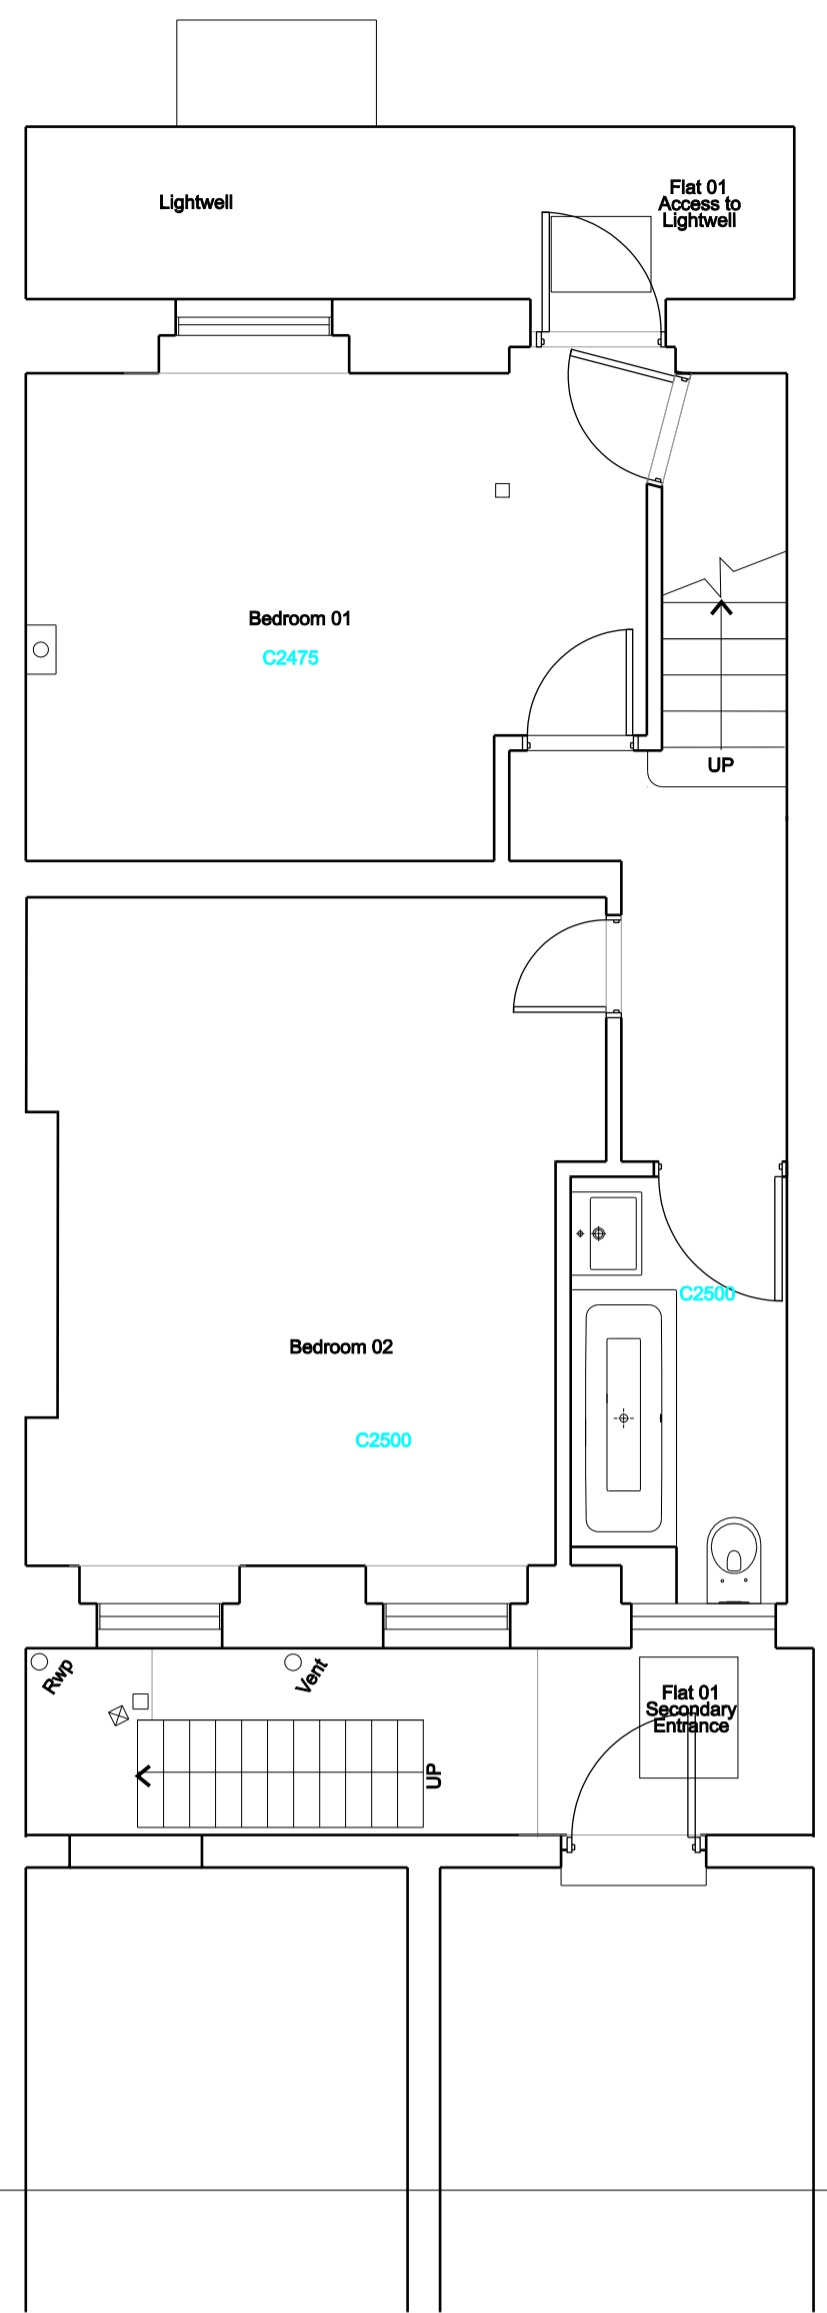 Lightwell
Flat 01
Access to
Lightwell
Bedroom 01
C2475
UP
C2500
Bedroom 02
C2500
Rwp
Vent
Flat 01
Secondary
Entrance
UP